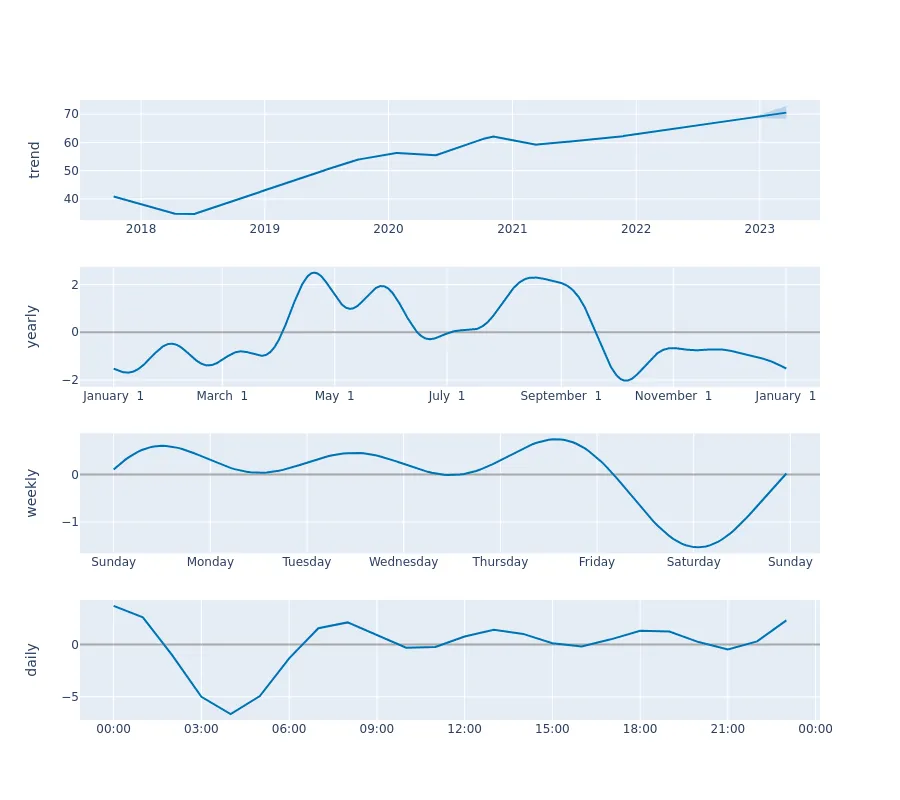 trend
70
60
50
40
2018 2019 2020 2021 2022 2023
yearly
2
0
−2
January 1 March 1 May 1 July 1 September 1 November 1 January 1
weekly
0
−1
Sunday Monday Tuesday Wednesday Thursday Friday Saturday Sunday
daily
0
−5
00:00 03:00 06:00 09:00 12:00 15:00 18:00 21:00 00:00